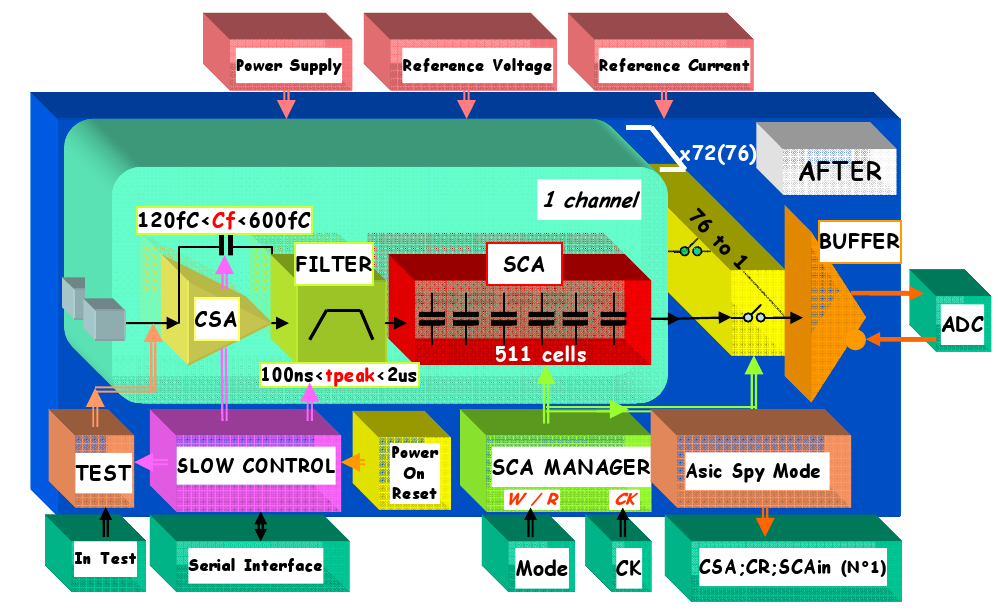 Power Supply
Reference Voltage
Reference Current
x72(76)
AFTER
1 channel
120fC<Cf<600fC
76 to 1
BUFFER
FILTER
SCA
CSA
ADC
511 cells
100ns<tpeak<2us
TEST
SLOW CONTROL
Power
On
Reset
SCA MANAGER
W / R
CK
Asic Spy Mode
In Test
Serial Interface
Mode
CK
CSA;CR;SCAin (N°1)